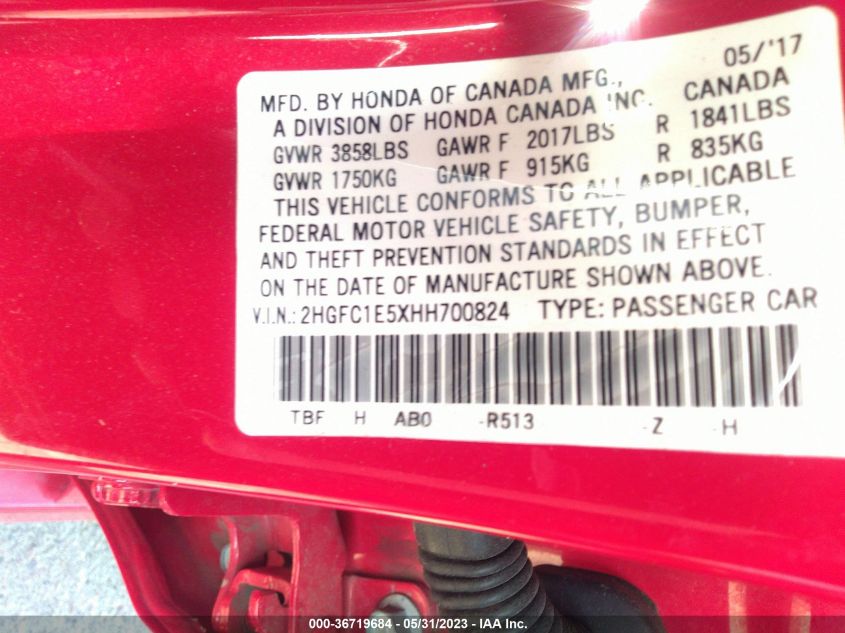 05/'17
MFD. BY HONDA OF CANADA MFG., CANADA
A DIVISION OF HONDA CANADA INC.
GVWR 3858LBS GAWR F 2017LBS R 1841LBS
GVWR 1750KG GAWR F 915KG R 835KG
THIS VEHICLE CONFORMS TO ALL APPLICABLE
FEDERAL MOTOR VEHICLE SAFETY, BUMPER,
AND THEFT PREVENTION STANDARDS IN EFFECT
ON THE DATE OF MANUFACTURE SHOWN ABOVE.
V.I.N.: 2HGFC1E5XHH700824 TYPE: PASSENGER CAR
TBF H AB0 -R513 -Z -H
000-36719684 - 05/31/2023 - IAA Inc.